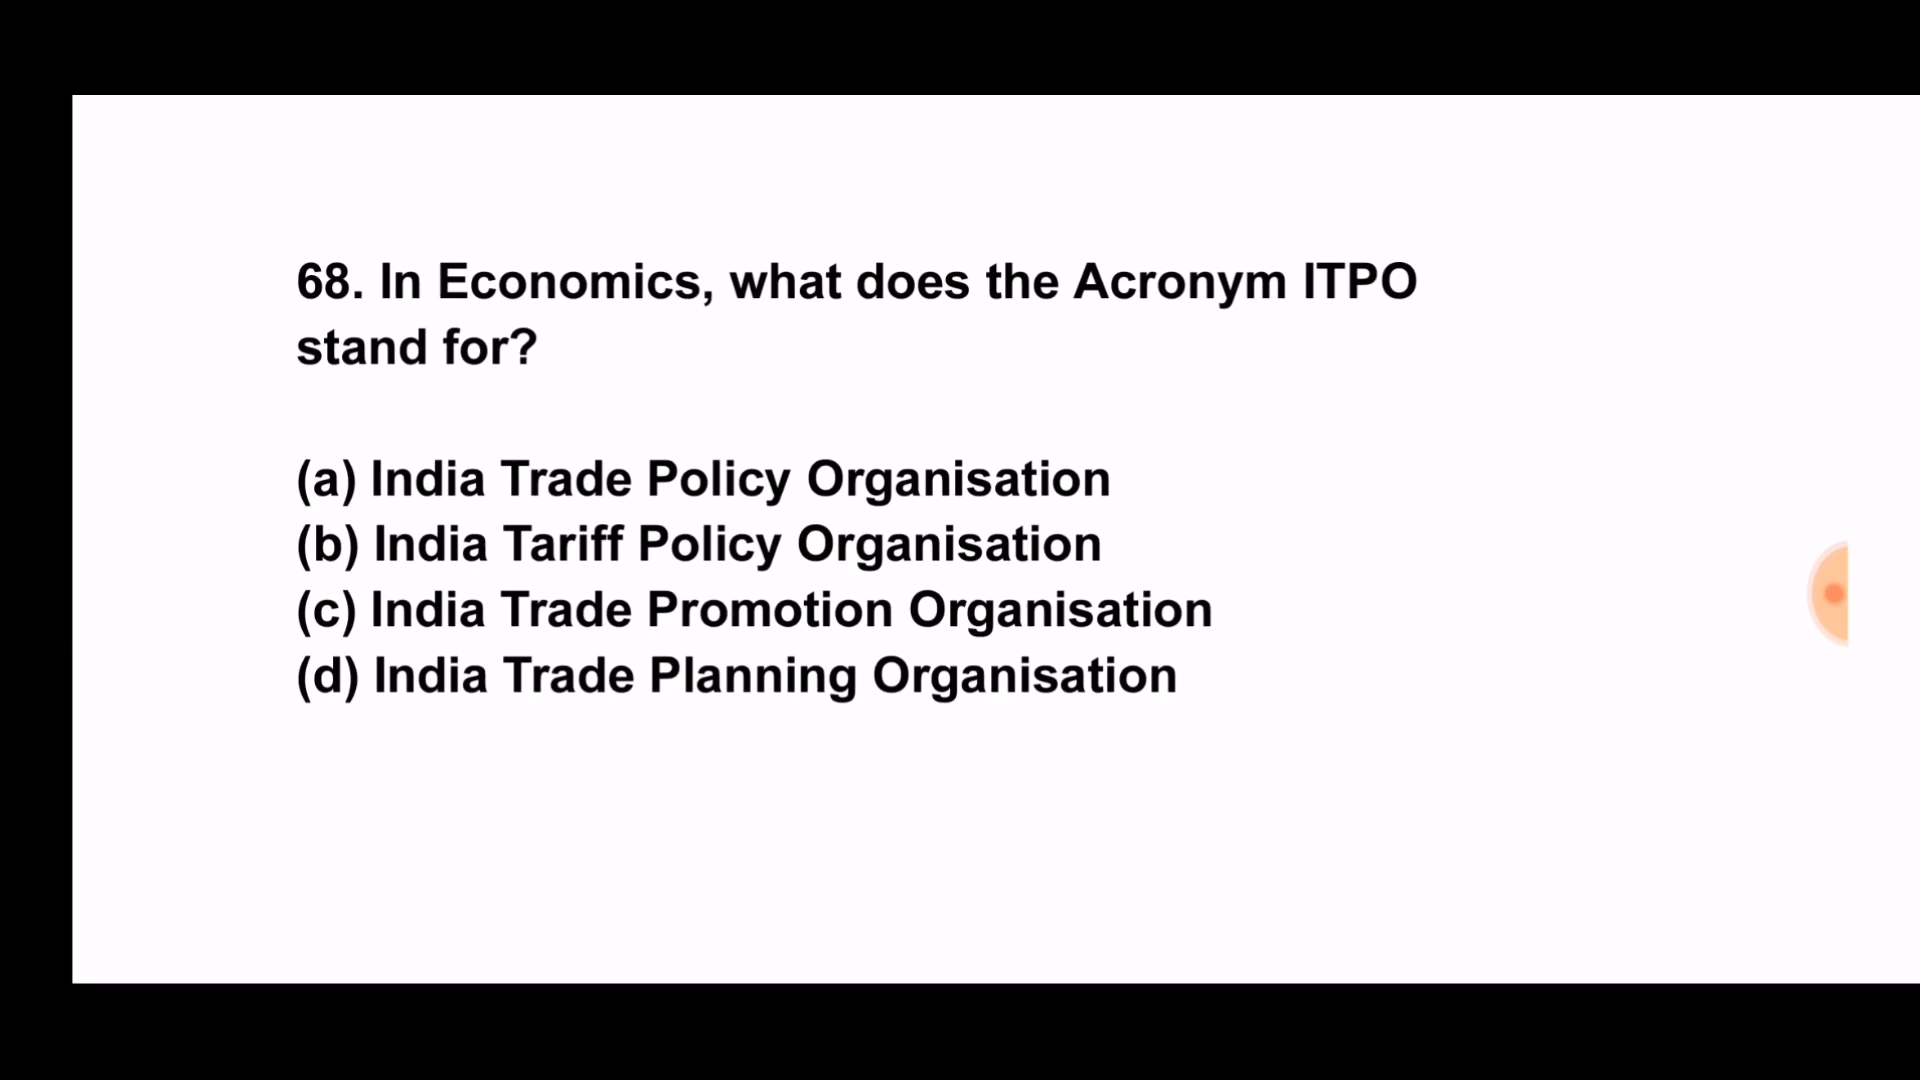 68. In Economics, what does the Acronym ITPO
stand for?
(a) India Trade Policy Organisation
(b) India Tariff Policy Organisation
(c) India Trade Promotion Organisation
(d) India Trade Planning Organisation